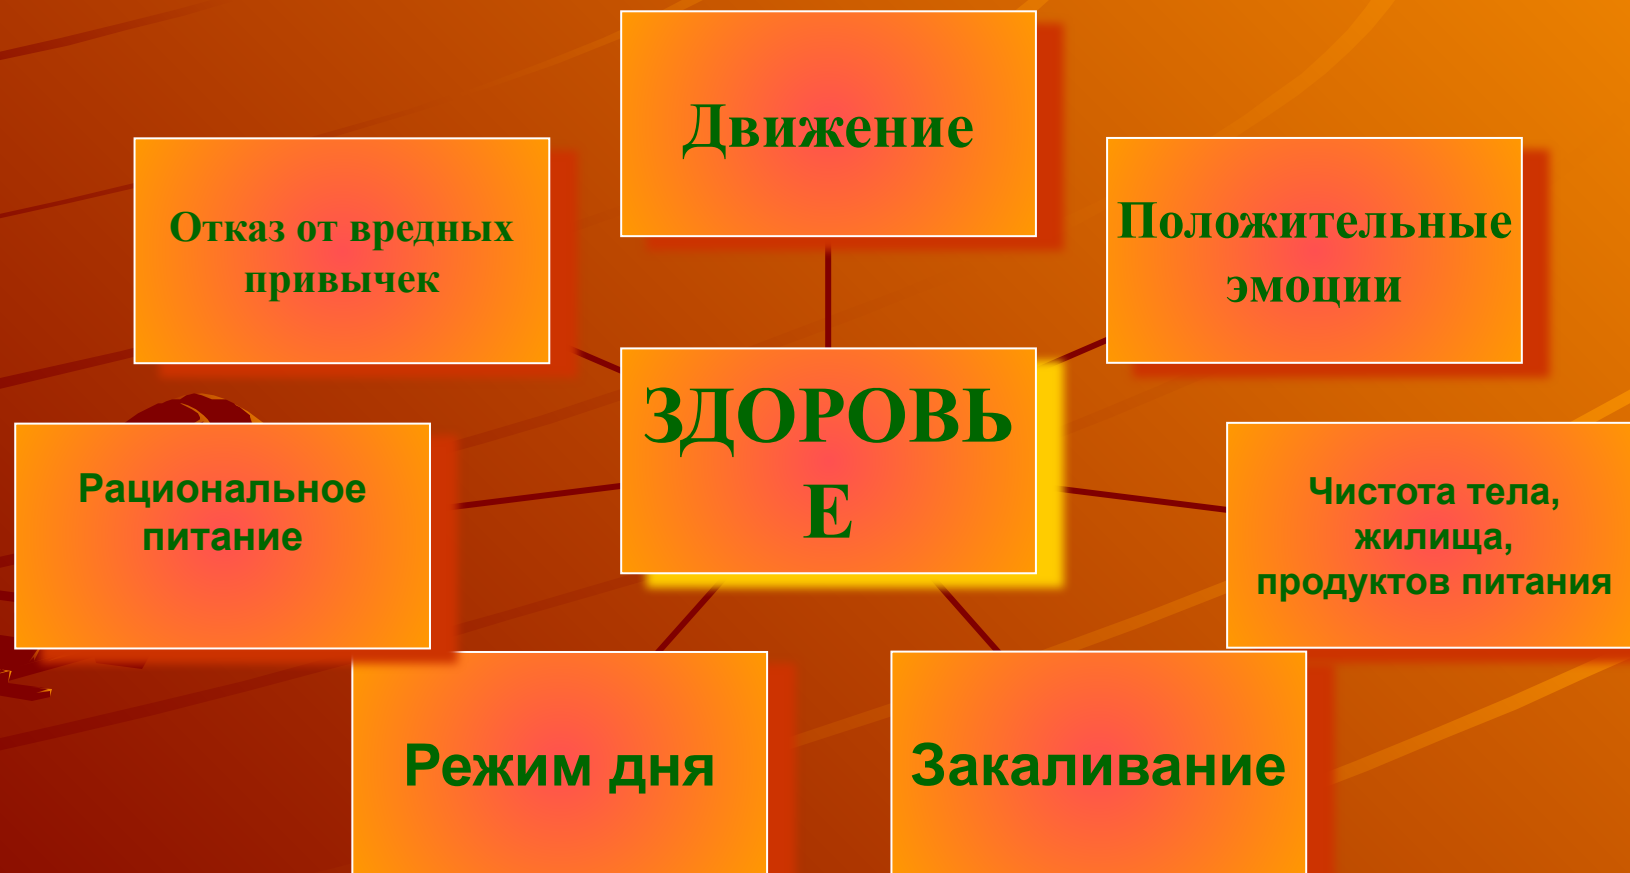 Движение
Отказ от вредных
привычек
Положительные
эмоции
ЗДОРОВЬ
Е
Рациональное
питание
Чистота тела,
жилища,
продуктов питания
Режим дня
Закаливание